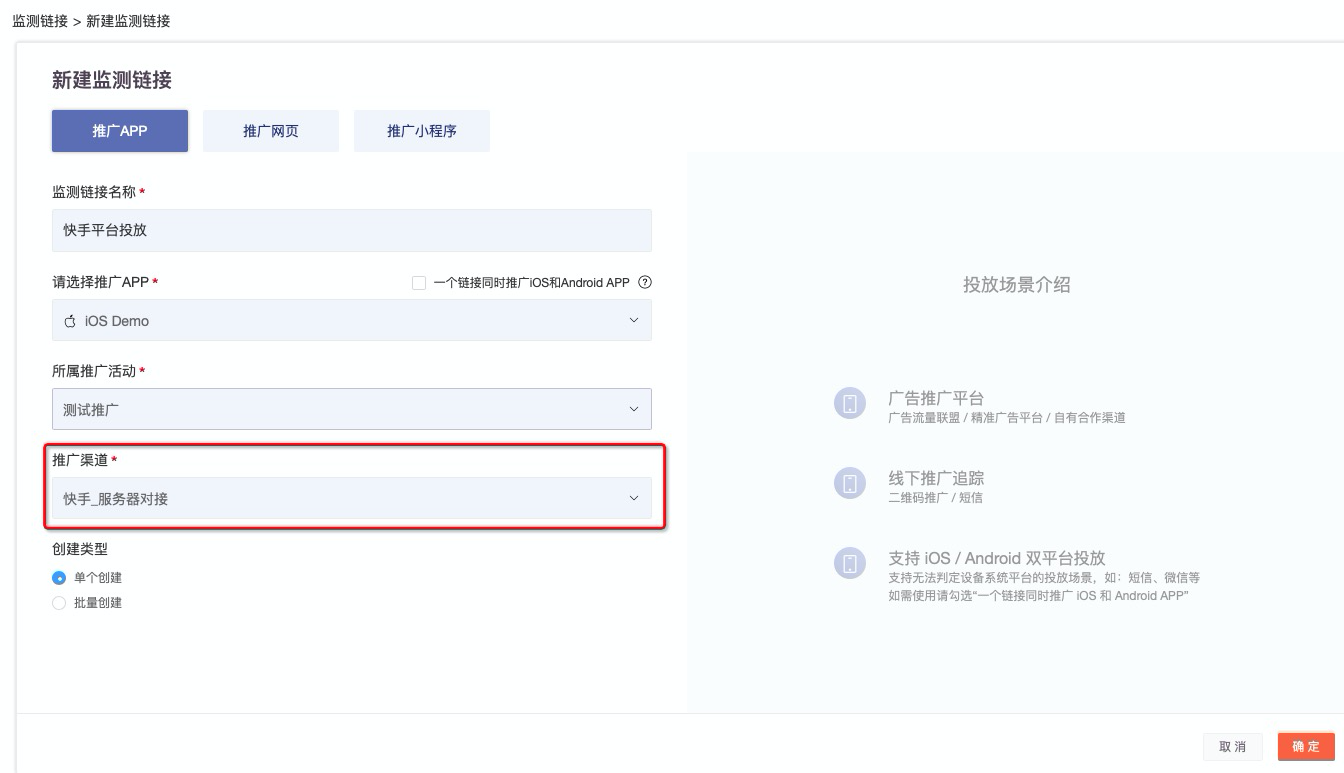 监测链接 > 新建监测链接
新建监测链接
推广APP
推广网页
推广小程序
监测链接名称*
快手平台投放
请选择推广APP*
一个链接同时推广iOS和Android APP ?
iOS Demo
所属推广活动*
测试推广
推广渠道*
快手_服务器对接
创建类型
单个创建
批量创建
投放场景介绍
广告推广平台
广告流量联盟 / 精准广告平台 / 自有合作渠道
线下推广追踪
二维码推广 / 短信
支持 iOS / Android 双平台投放
支持无法判定设备系统平台的投放场景，如：短信、微信等
如需使用请勾选“一个链接同时推广 iOS 和 Android APP”
取 消
确 定